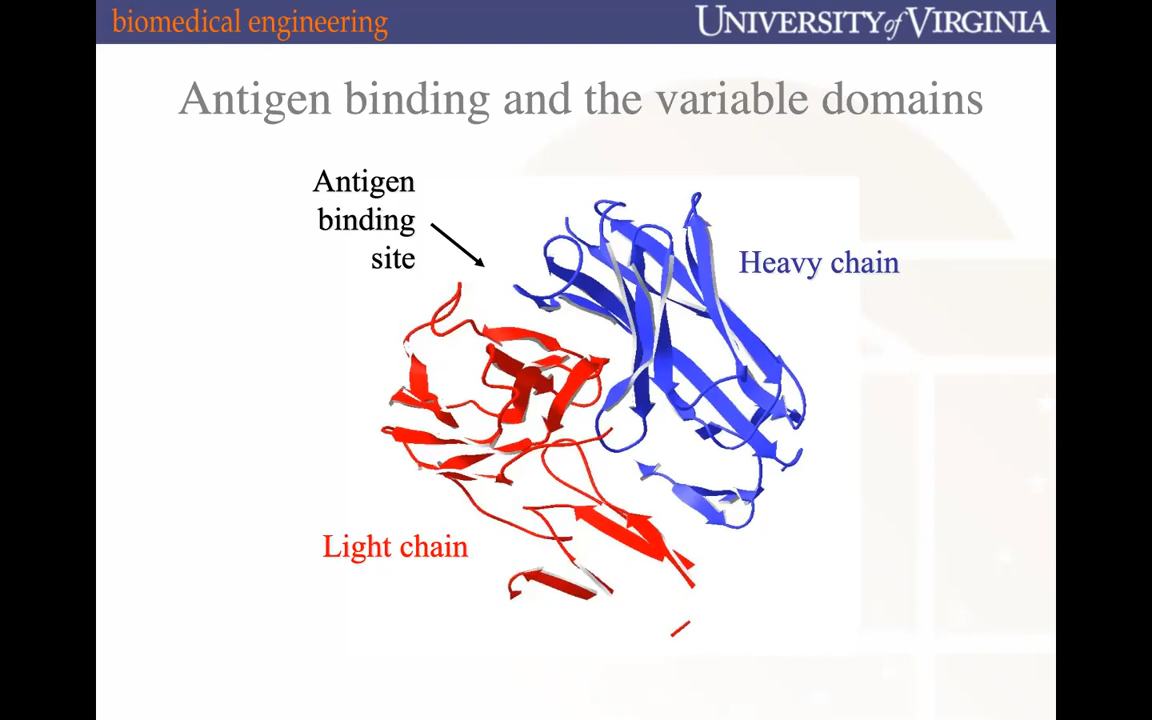 biomedical engineering
UNIVERSITY of VIRGINIA
Antigen binding and the variable domains
Antigen
binding
site
Heavy chain
Light chain